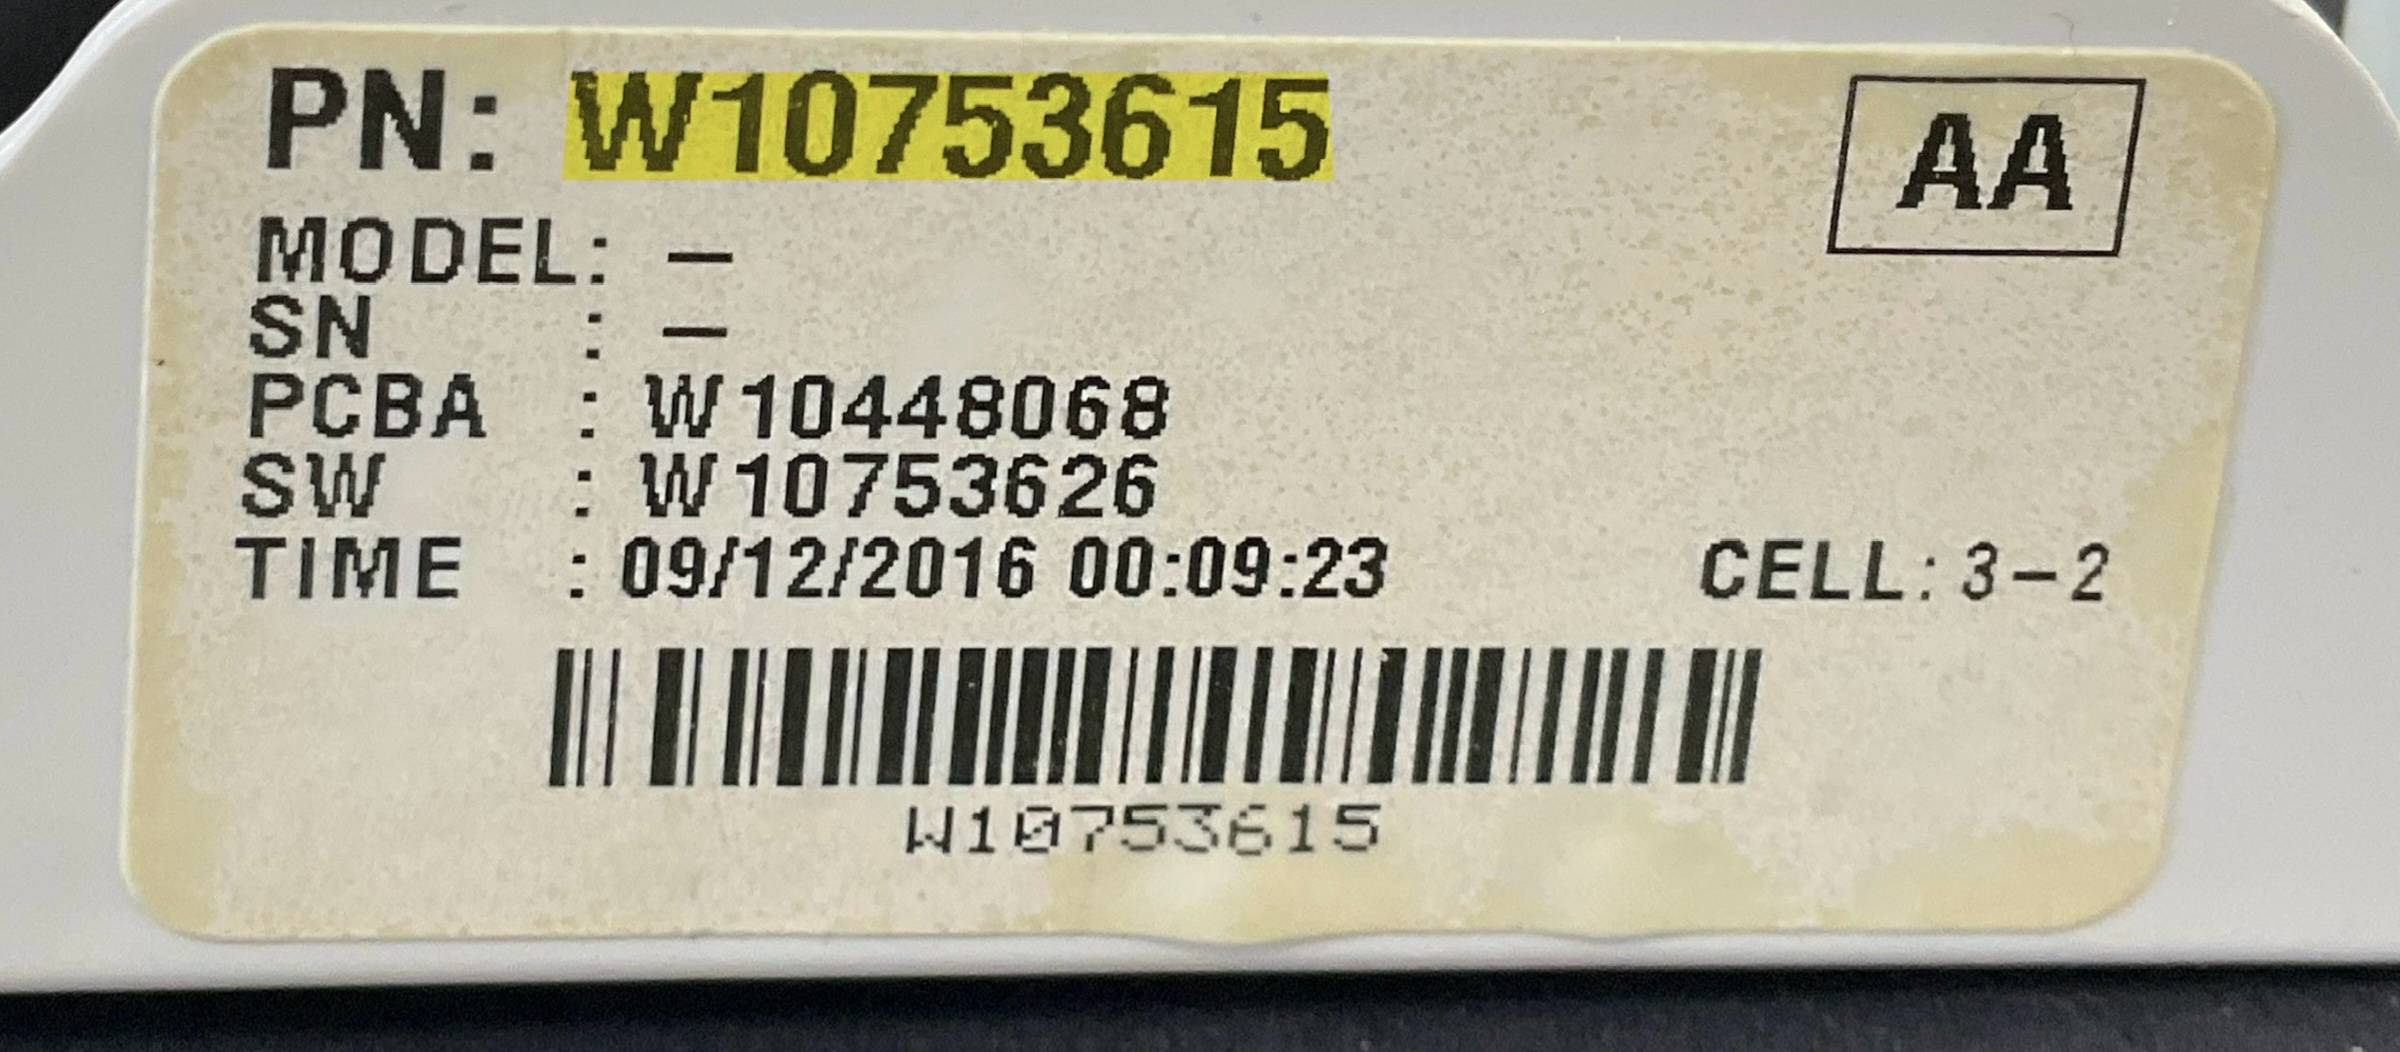 PN: W10753615
AA
MODEL: –
SN : –
PCBA : W10448068
SW : W10753626
TIME : 09/12/2016 00:09:23 CELL: 3-2
W10753615